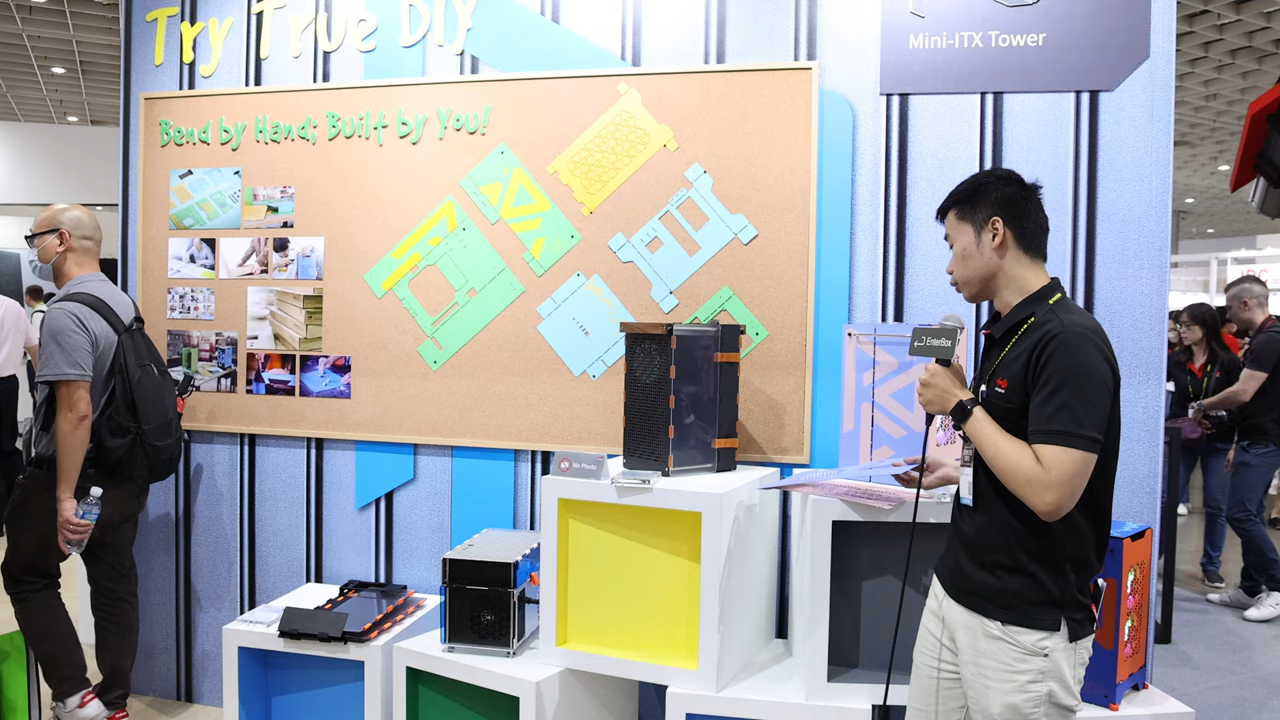 Try True DIY
Mini-ITX Tower
Bend by Hand; Built by You!
EnterBox
No Photo